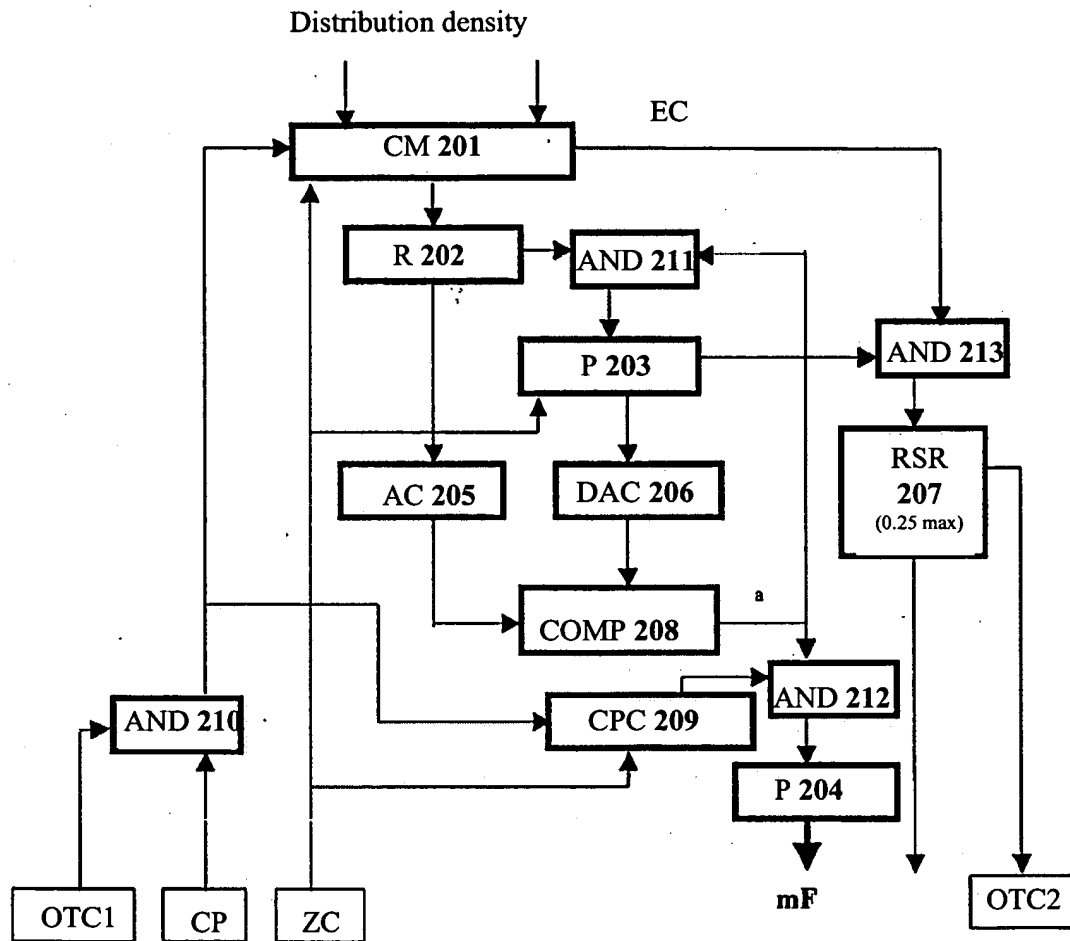 Distribution density
EC
CM 201
R 202
AND 211
P 203
AND 213
AC 205
DAC 206
RSR
207
(0.25 max)
a
COMP 208
AND 210
CPC 209
AND 212
P 204
OTC1
CP
ZC
mF
OTC2